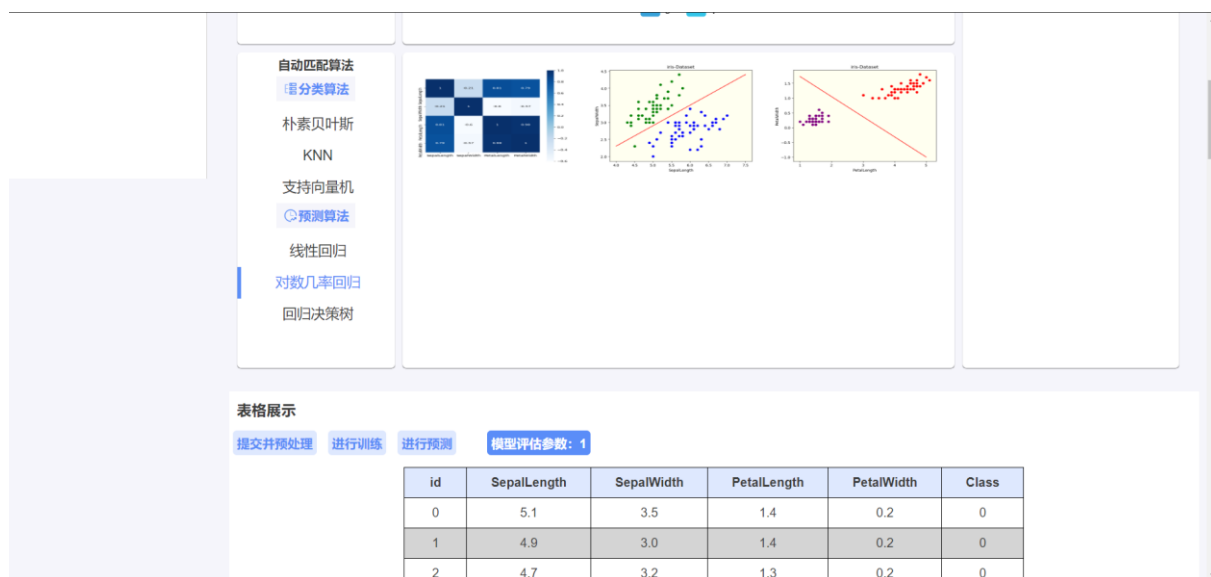 自动匹配算法
分类算法
朴素贝叶斯
KNN
支持向量机
预测算法
线性回归
对数几率回归
回归决策树
Iris-Dataset
SepalLength
Iris-Dataset
PetalLength
表格展示
提交并预处理 进行训练 进行预测 模型评估参数：1
id SepalLength SepalWidth PetalLength PetalWidth Class
0 5.1 3.5 1.4 0.2 0
1 4.9 3.0 1.4 0.2 0
2 4.7 3.2 1.3 0.2 0